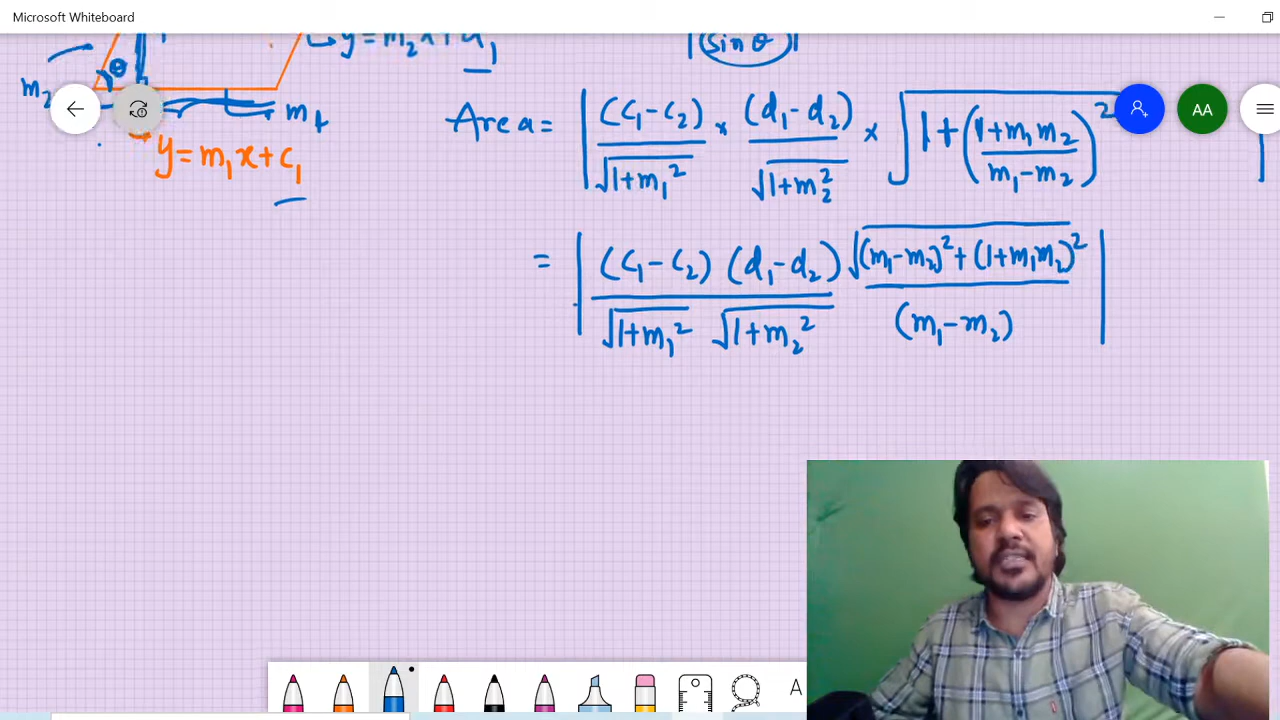 Microsoft Whiteboard
y=m₂x+d₁
|sin θ|
θ
m₂
m₁
AA
Area = |(c₁-c₂)/√(1+m₁²) × (d₁-d₂)/√(1+m₂²) × √(1+((1+m₁m₂)/(m₁-m₂))²)|
y=m₁x+c₁
= |(c₁-c₂)(d₁-d₂)/(√(1+m₁²) √(1+m₂²)) √((m₁-m₂)²+(1+m₁m₂)²)/(m₁-m₂)|
A